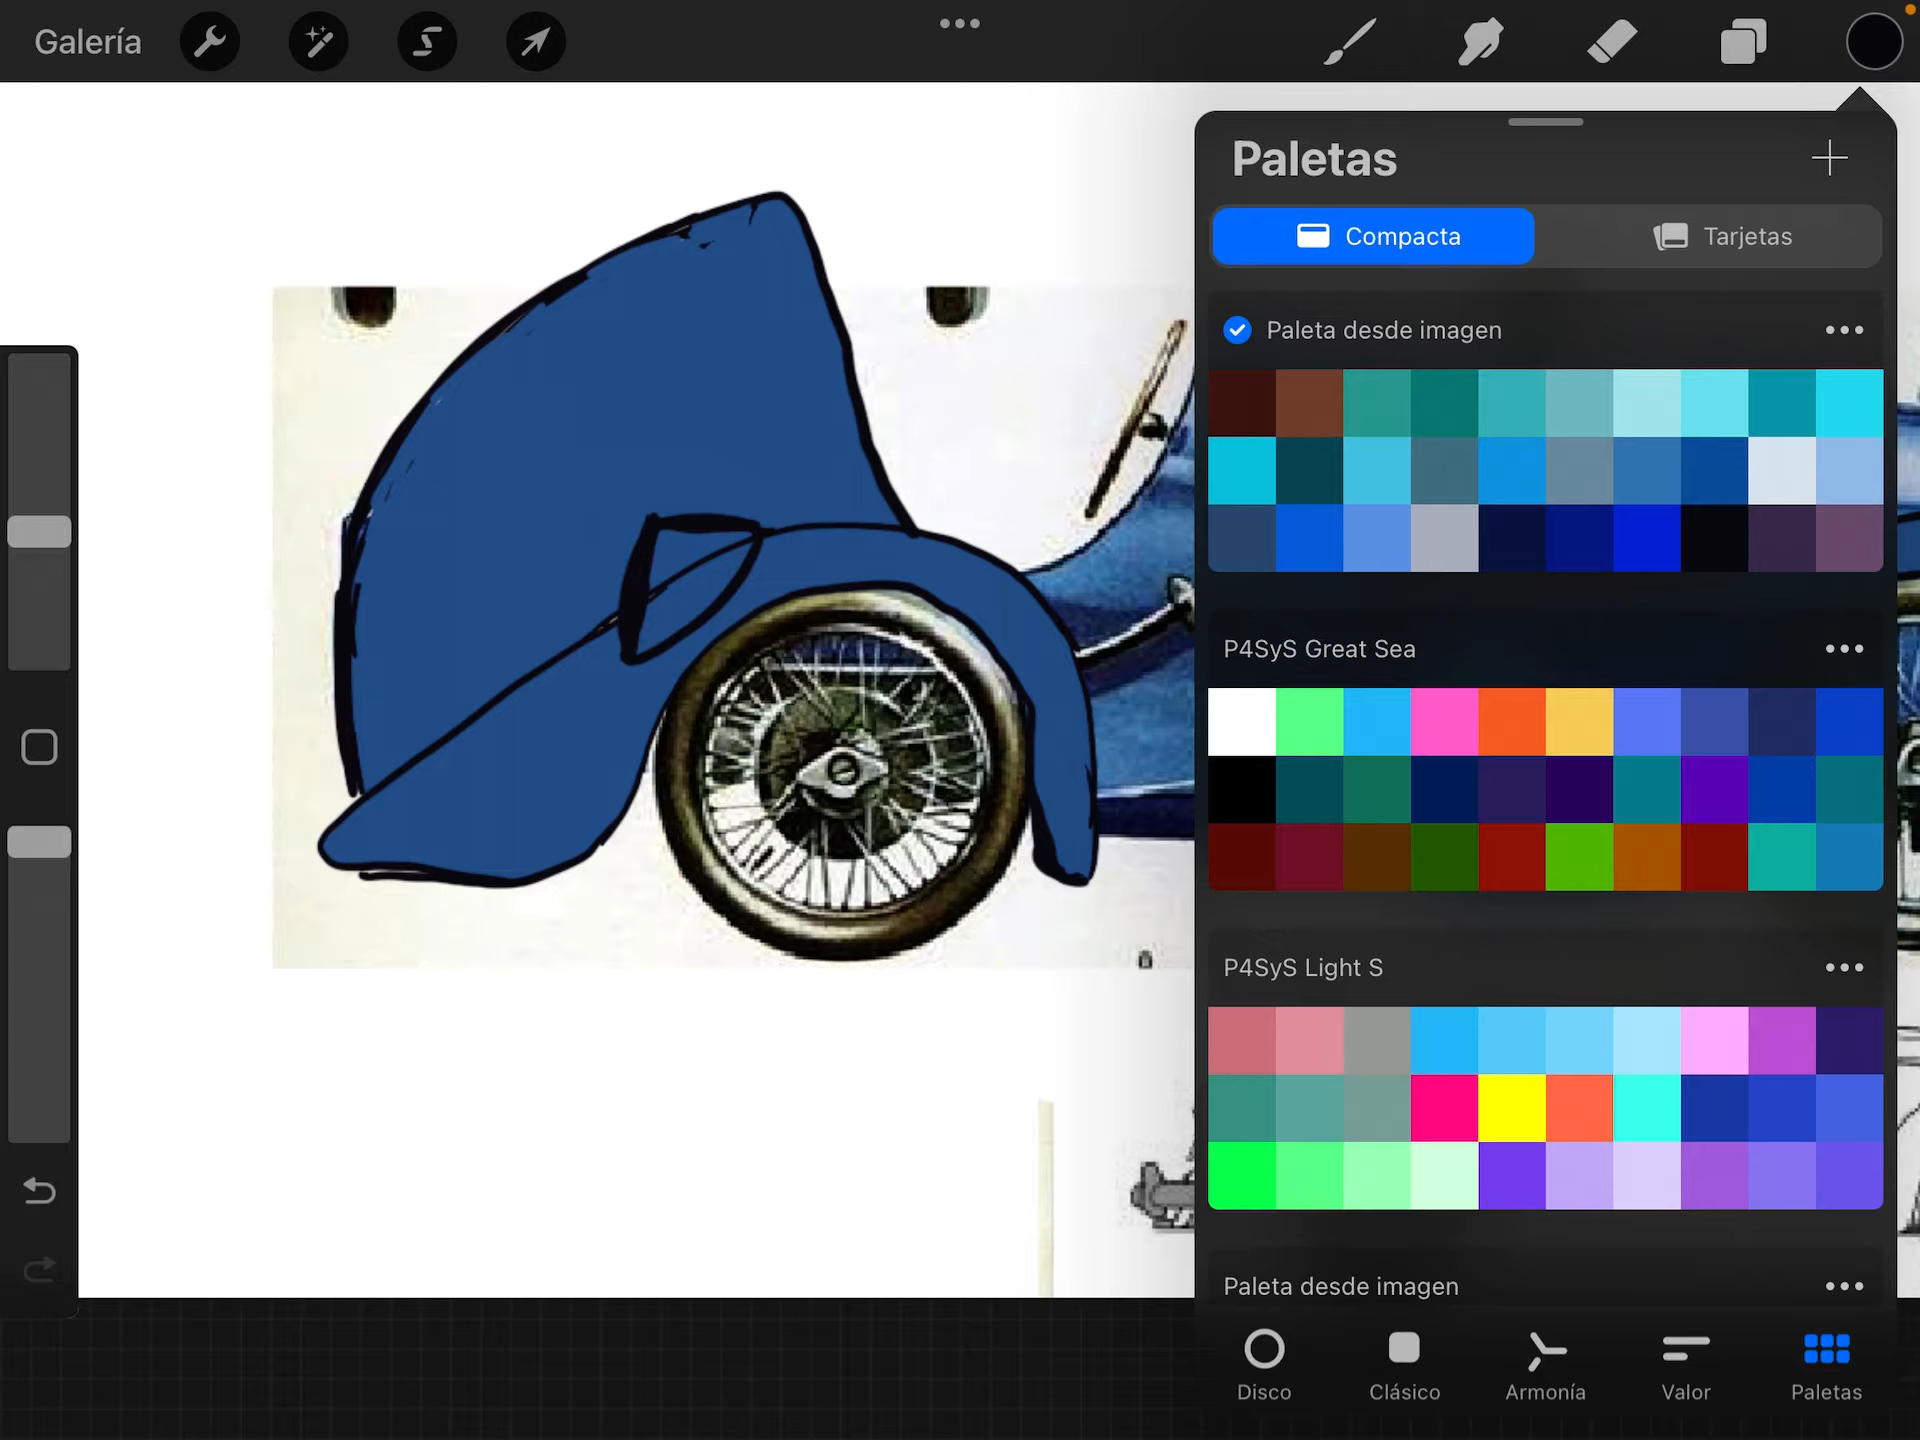 Galería
Paletas
Compacta
Tarjetas
Paleta desde imagen
P4SyS Great Sea
P4SyS Light S
Paleta desde imagen
Disco
Clásico
Armonía
Valor
Paletas